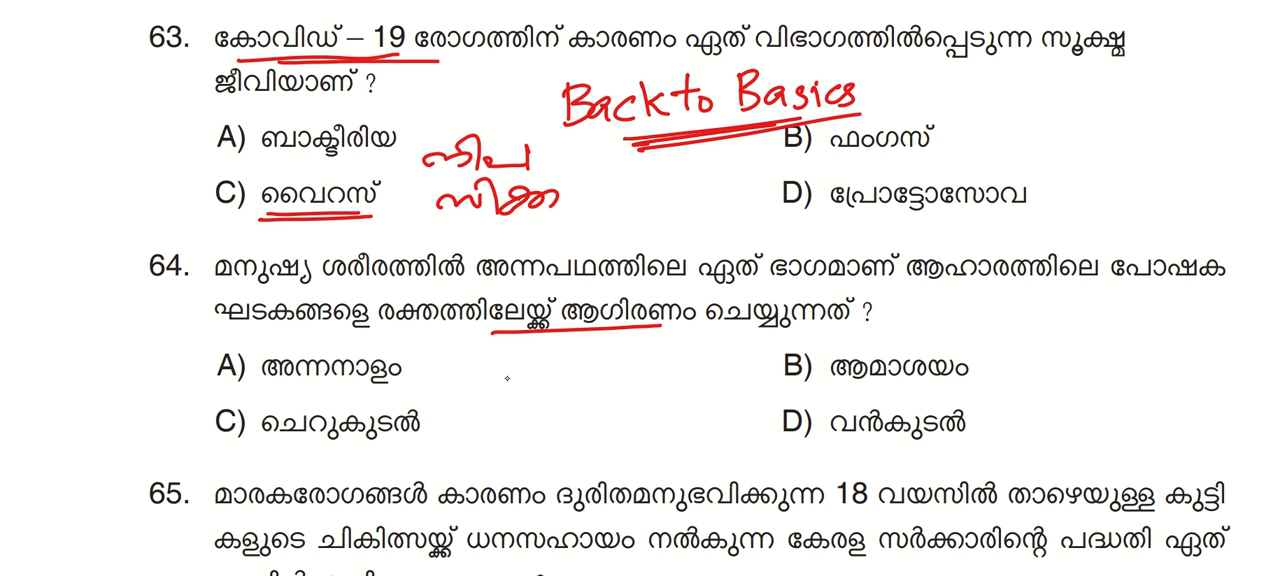 63. കോവിഡ് – 19 രോഗത്തിന് കാരണം ഏത് വിഭാഗത്തിൽപ്പെടുന്ന സൂക്ഷ്മ
ജീവിയാണ് ?
Back to Basics
A) ബാക്ടീരിയ
B) ഫംഗസ്
നിപ
C) വൈറസ്
സിക്ക
D) പ്രോട്ടോസോവ
64. മനുഷ്യ ശരീരത്തിൽ അന്നപഥത്തിലെ ഏത് ഭാഗമാണ് ആഹാരത്തിലെ പോഷക
ഘടകങ്ങളെ രക്തത്തിലേയ്ക്ക് ആഗിരണം ചെയ്യുന്നത് ?
A) അന്നനാളം
B) ആമാശയം
C) ചെറുകുടൽ
D) വൻകുടൽ
65. മാരകരോഗങ്ങൾ കാരണം ദുരിതമനുഭവിക്കുന്ന 18 വയസിൽ താഴെയുള്ള കുട്ടി
കളുടെ ചികിത്സയ്ക്ക് ധനസഹായം നൽകുന്ന കേരള സർക്കാരിന്റെ പദ്ധതി ഏത്